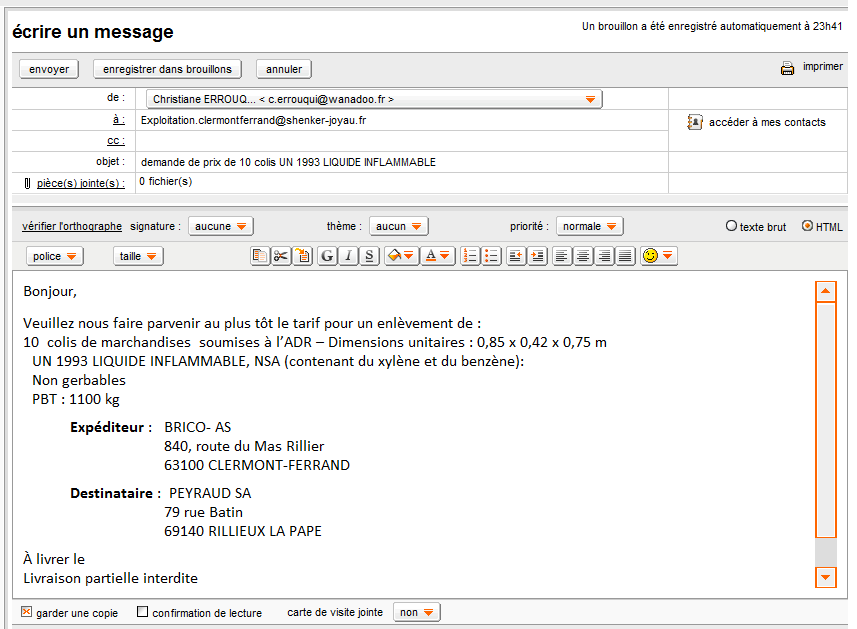 écrire un message
Un brouillon a été enregistré automatiquement à 23h41
envoyer enregistrer dans brouillons annuler imprimer
de : Christiane ERROUQ... < c.errouqui@wanadoo.fr >
à : Exploitation.clermontferrand@shenker-joyau.fr accéder à mes contacts
cc :
objet : demande de prix de 10 colis UN 1993 LIQUIDE INFLAMMABLE
pièce(s) jointe(s) : 0 fichier(s)
vérifier l'orthographe signature : aucune thème : aucun priorité : normale texte brut HTML
police taille G I S A
Bonjour,
Veuillez nous faire parvenir au plus tôt le tarif pour un enlèvement de :
10 colis de marchandises soumises à l’ADR – Dimensions unitaires : 0,85 x 0,42 x 0,75 m
UN 1993 LIQUIDE INFLAMMABLE, NSA (contenant du xylène et du benzène):
Non gerbables
PBT : 1100 kg
Expéditeur : BRICO- AS
840, route du Mas Rillier
63100 CLERMONT-FERRAND
Destinataire : PEYRAUD SA
79 rue Batin
69140 RILLIEUX LA PAPE
À livrer le
Livraison partielle interdite
garder une copie confirmation de lecture carte de visite jointe non